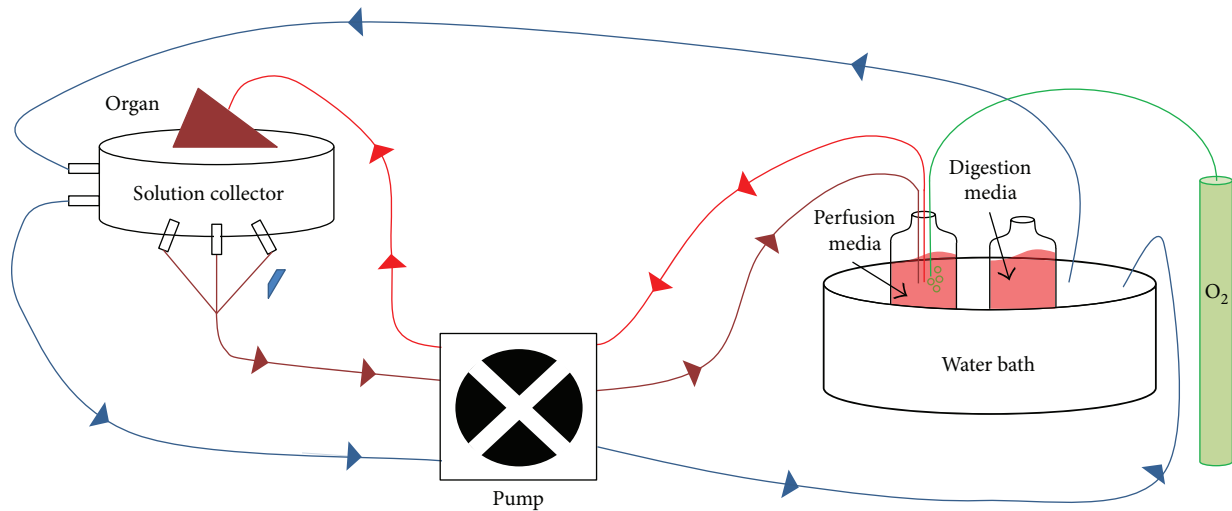 Organ
Solution collector
Digestion
media
Perfusion
media
O₂
Water bath
Pump